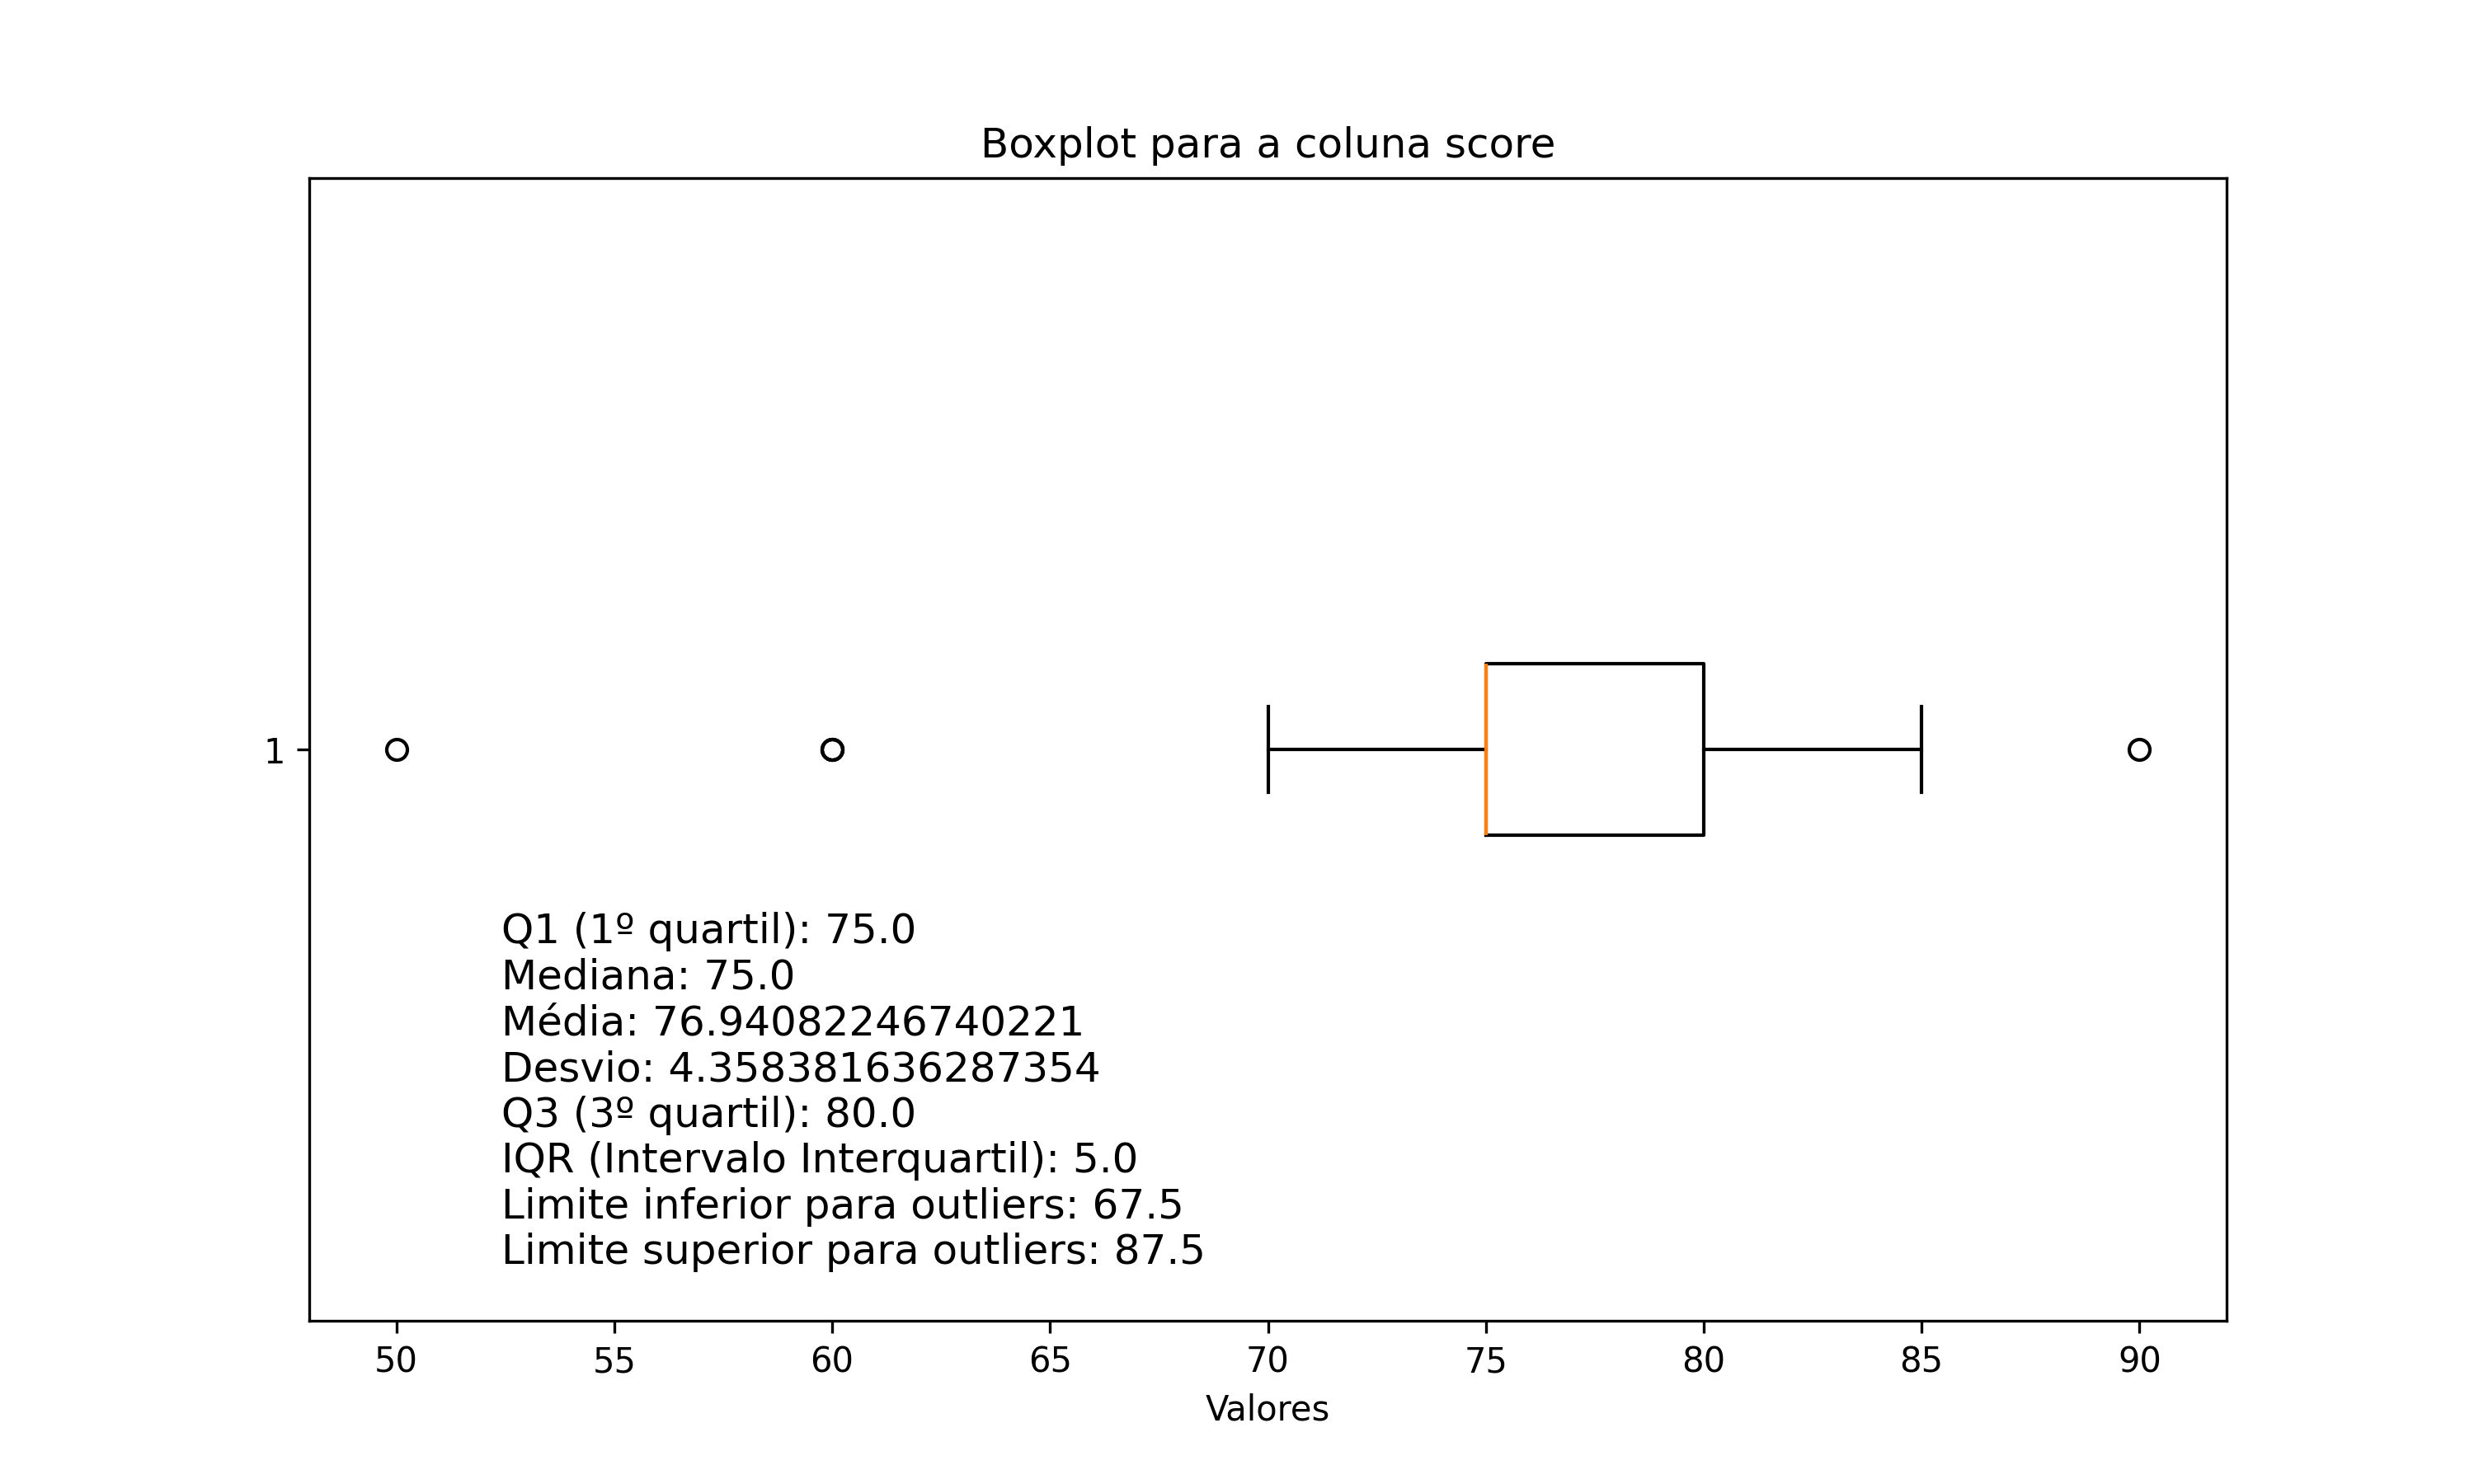 Boxplot para a coluna score
1
Q1 (1º quartil): 75.0
Mediana: 75.0
Média: 76.94082246740221
Desvio: 4.358381636287354
Q3 (3º quartil): 80.0
IQR (Intervalo Interquartil): 5.0
Limite inferior para outliers: 67.5
Limite superior para outliers: 87.5
50 55 60 65 70 75 80 85 90
Valores